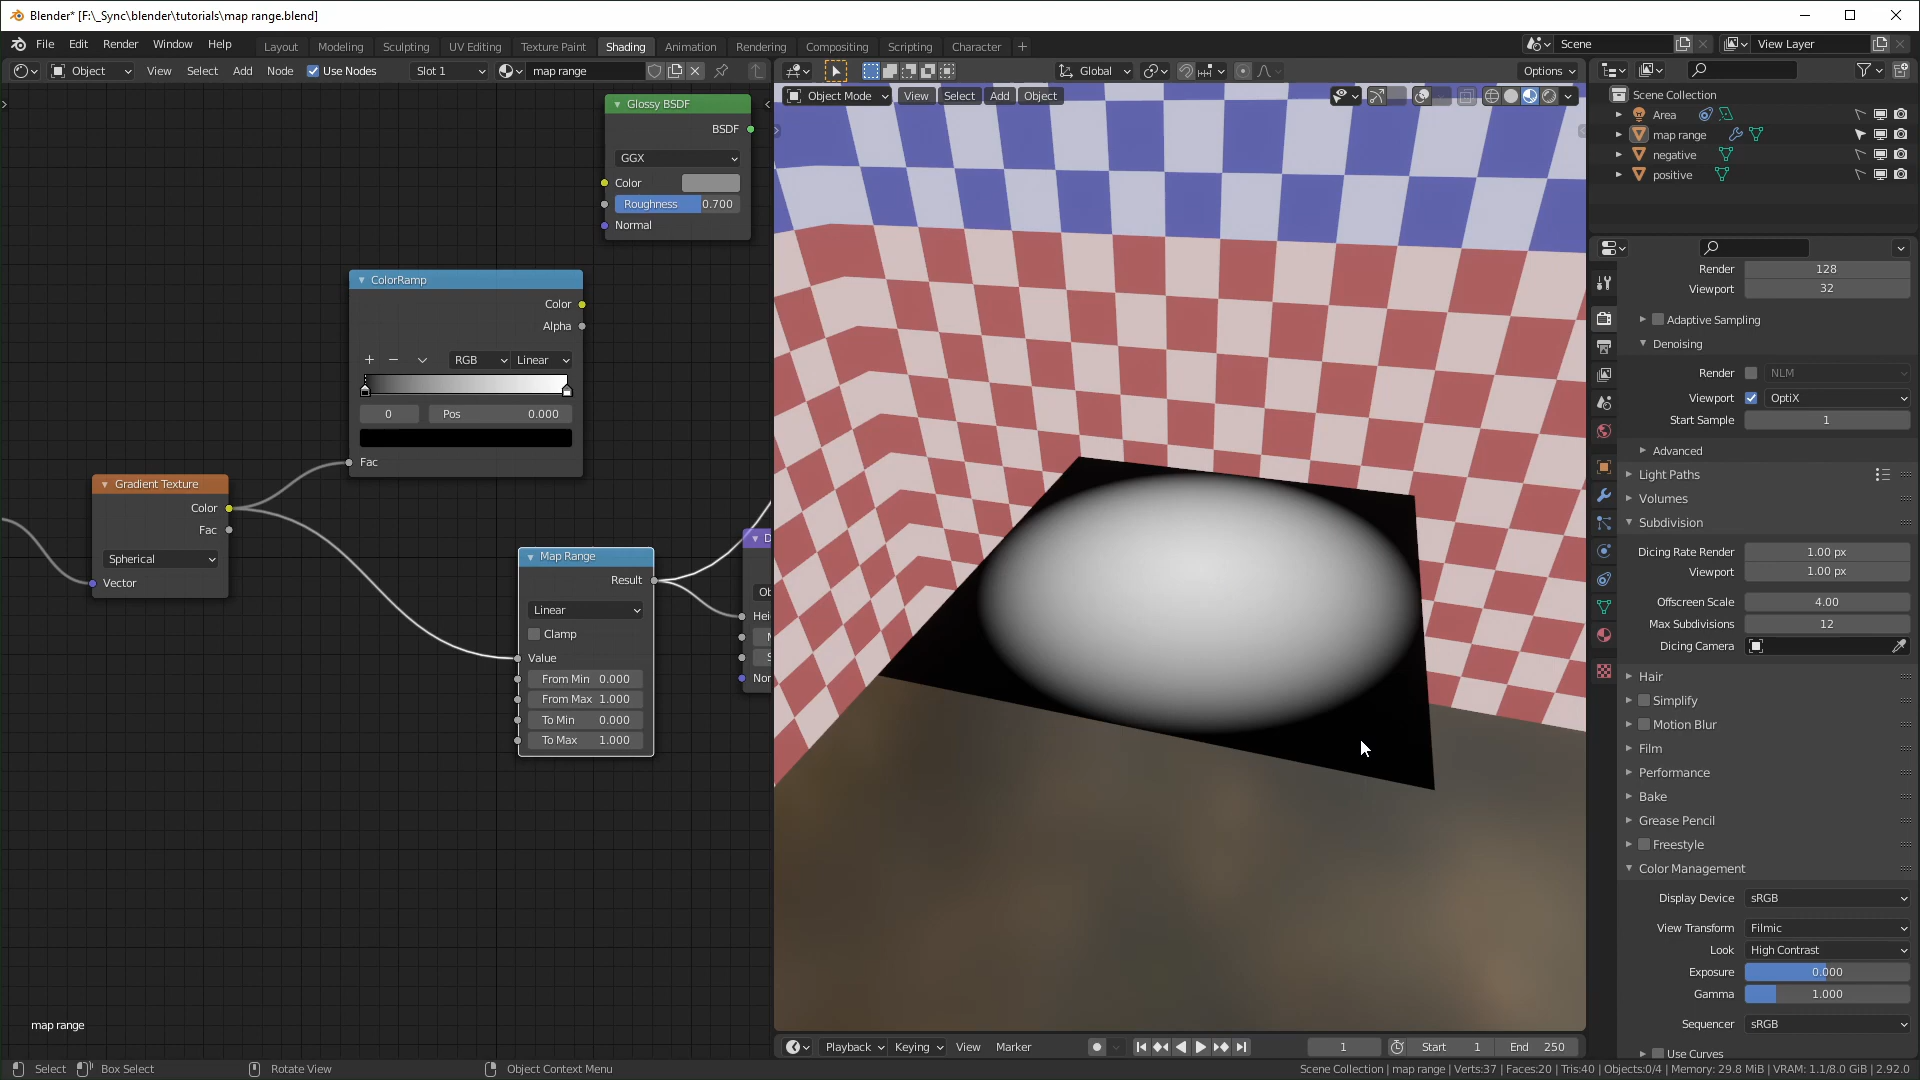 Blender* [F:\_Sync\blender\tutorials\map range.blend]
File Edit Render Window Help Layout Modeling Sculpting UV Editing Texture Paint Shading Animation Rendering Compositing Scripting Character + Scene View Layer
Object View Select Add Node Use Nodes Slot 1 map range Global Options
Object Mode View Select Add Object
Glossy BSDF
BSDF
GGX
Color
Roughness 0.700
Normal
ColorRamp
Color
Alpha
+ − RGB Linear
0 Pos 0.000
Fac
Gradient Texture
Color
Fac
Spherical
Vector
Map Range
Result
Linear
Clamp
Value
From Min 0.000
From Max 1.000
To Min 0.000
To Max 1.000
D
Ob
Hei
M
S
Nor
map range
Scene Collection
Area
map range
negative
positive
Render 128
Viewport 32
Adaptive Sampling
Denoising
Render NLM
Viewport OptiX
Start Sample 1
Advanced
Light Paths
Volumes
Subdivision
Dicing Rate Render 1.00 px
Viewport 1.00 px
Offscreen Scale 4.00
Max Subdivisions 12
Dicing Camera
Hair
Simplify
Motion Blur
Film
Performance
Bake
Grease Pencil
Freestyle
Color Management
Display Device sRGB
View Transform Filmic
Look High Contrast
Exposure 0.000
Gamma 1.000
Sequencer sRGB
Use Curves
Playback Keying View Marker 1 Start 1 End 250
Select Box Select Rotate View Object Context Menu Scene Collection | map range | Verts:37 | Faces:20 | Tris:40 | Objects:0/4 | Memory: 29.8 MiB | VRAM: 1.1/8.0 GiB | 2.92.0